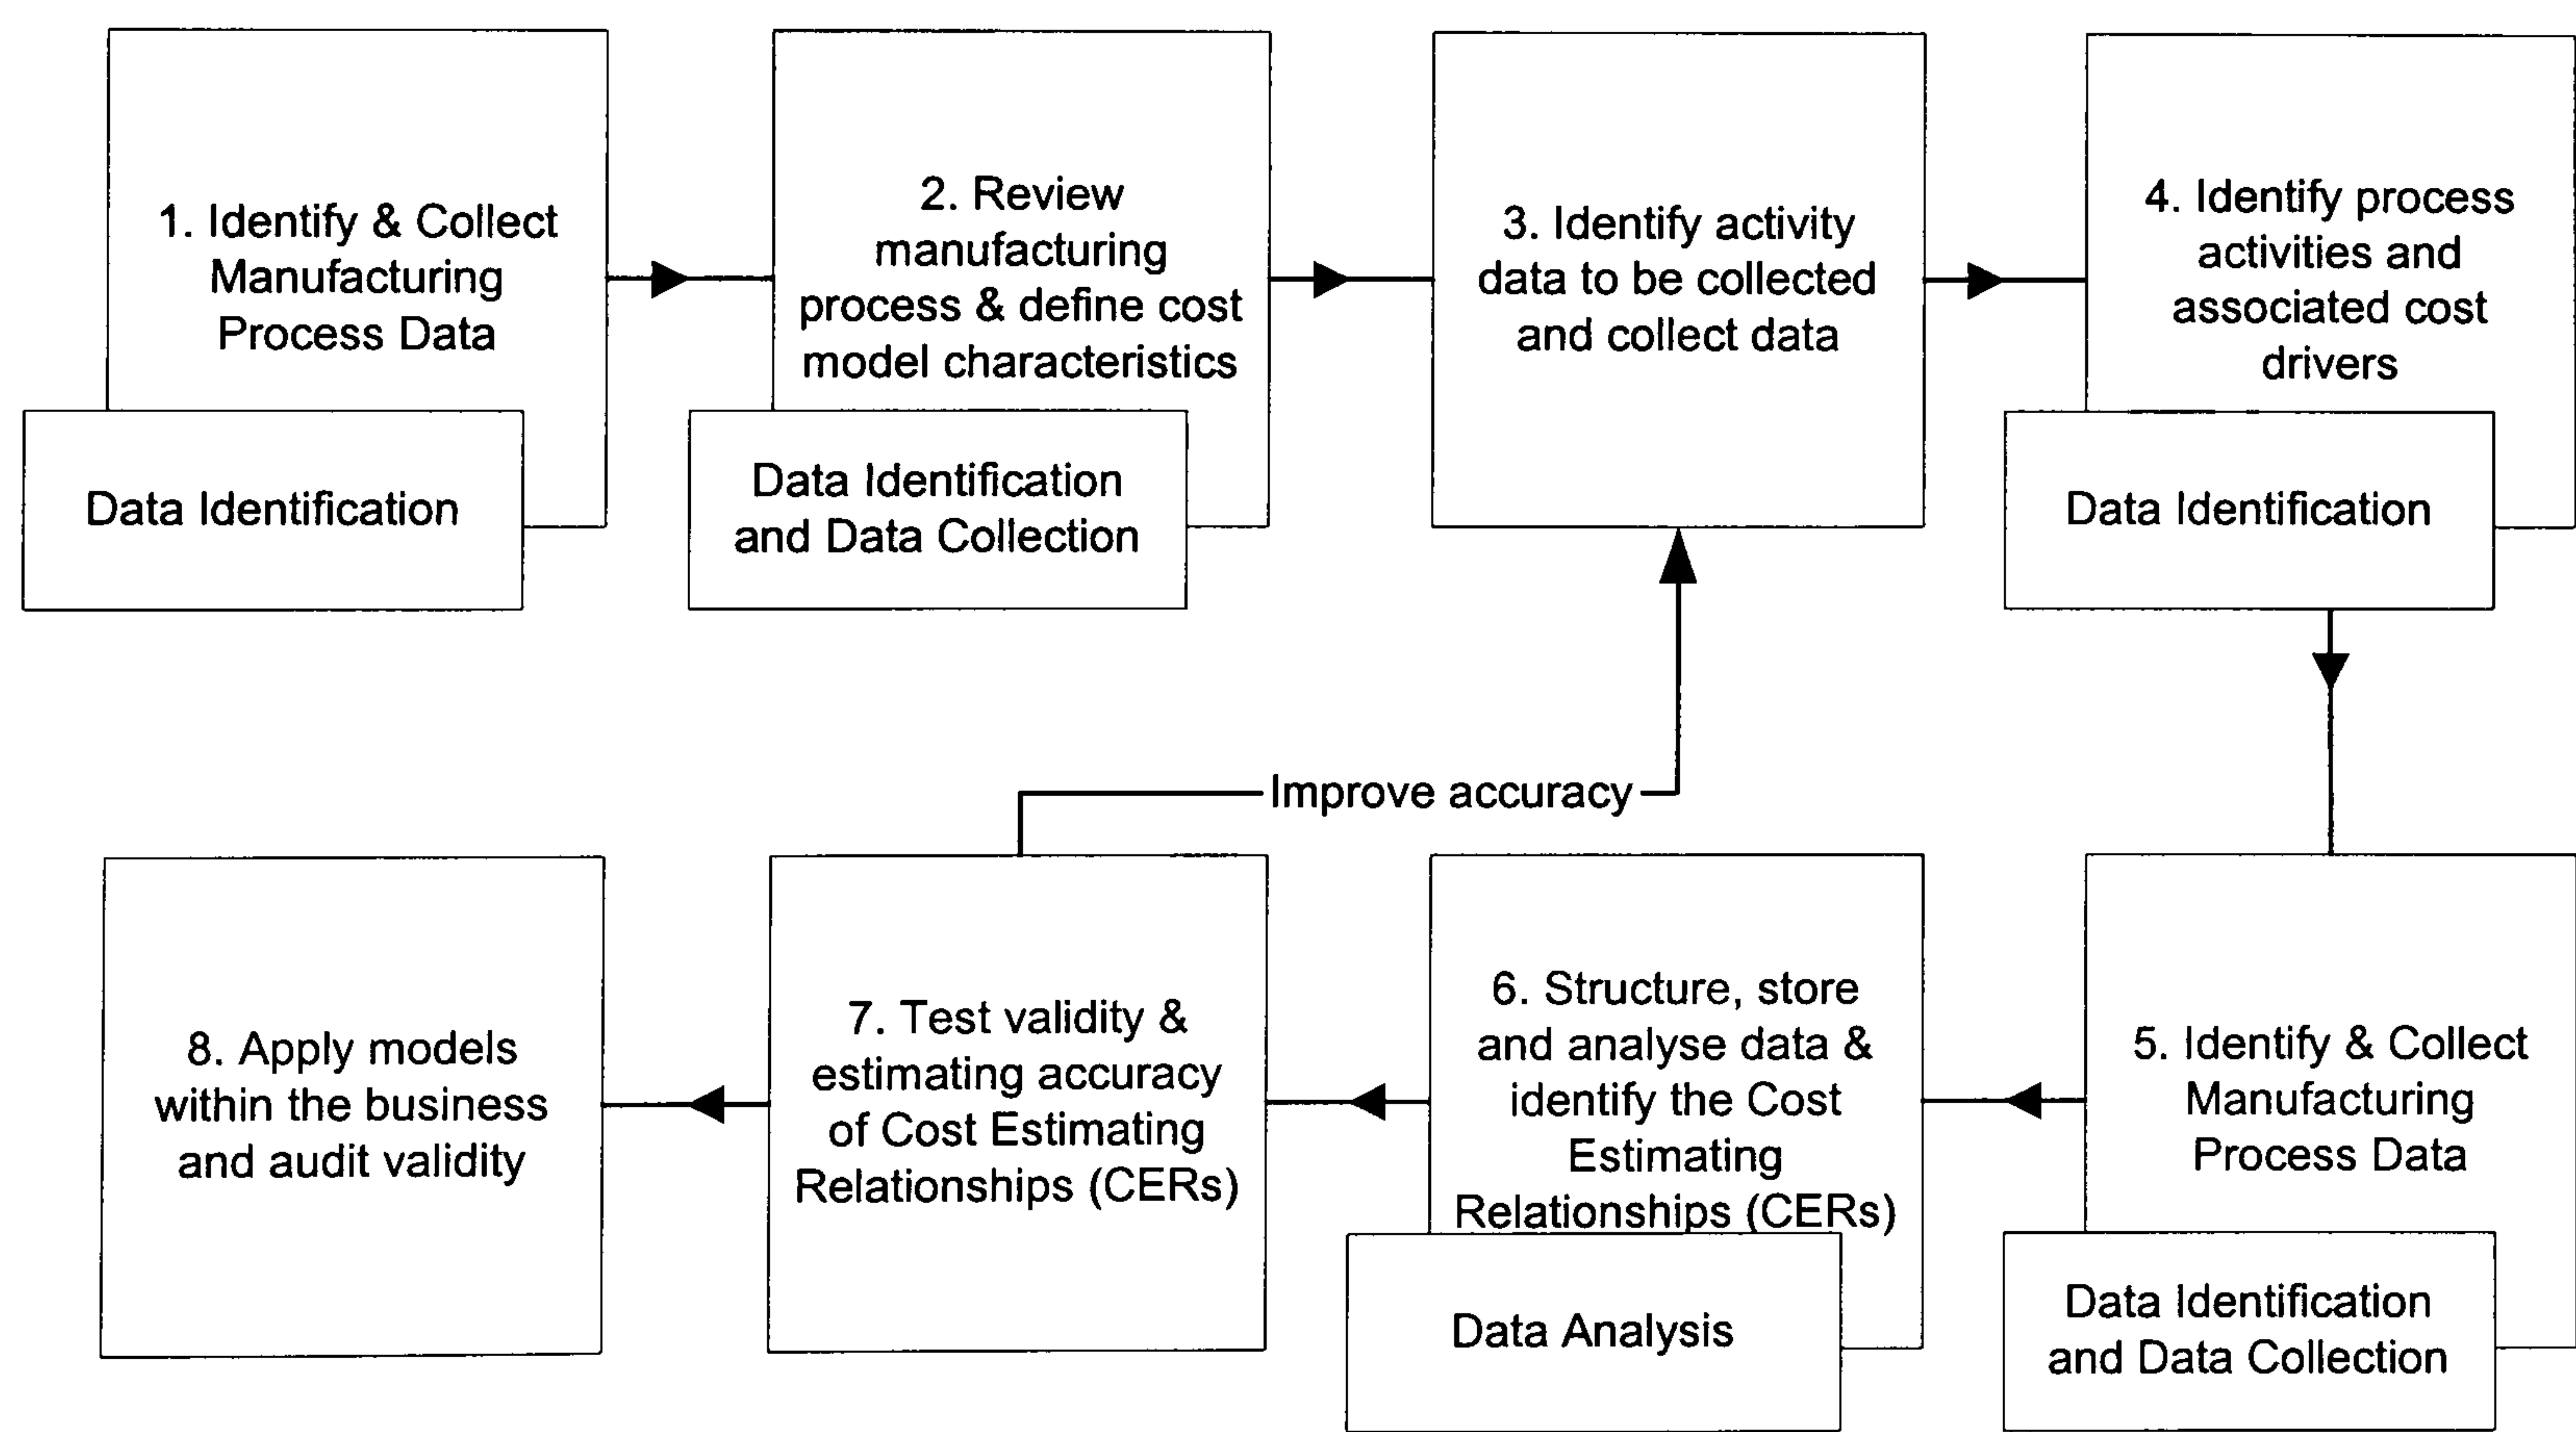 1. Identify & Collect
Manufacturing
Process Data
Data Identification
2. Review
manufacturing
process & define cost
model characteristics
Data Identification
and Data Collection
3. Identify activity
data to be collected
and collect data
4. Identify process
activities and
associated cost
drivers
Data Identification
Improve accuracy
5. Identify & Collect
Manufacturing
Process Data
Data Identification
and Data Collection
6. Structure, store
and analyse data &
identify the Cost
Estimating
Relationships (CERs)
Data Analysis
7. Test validity &
estimating accuracy
of Cost Estimating
Relationships (CERs)
8. Apply models
within the business
and audit validity